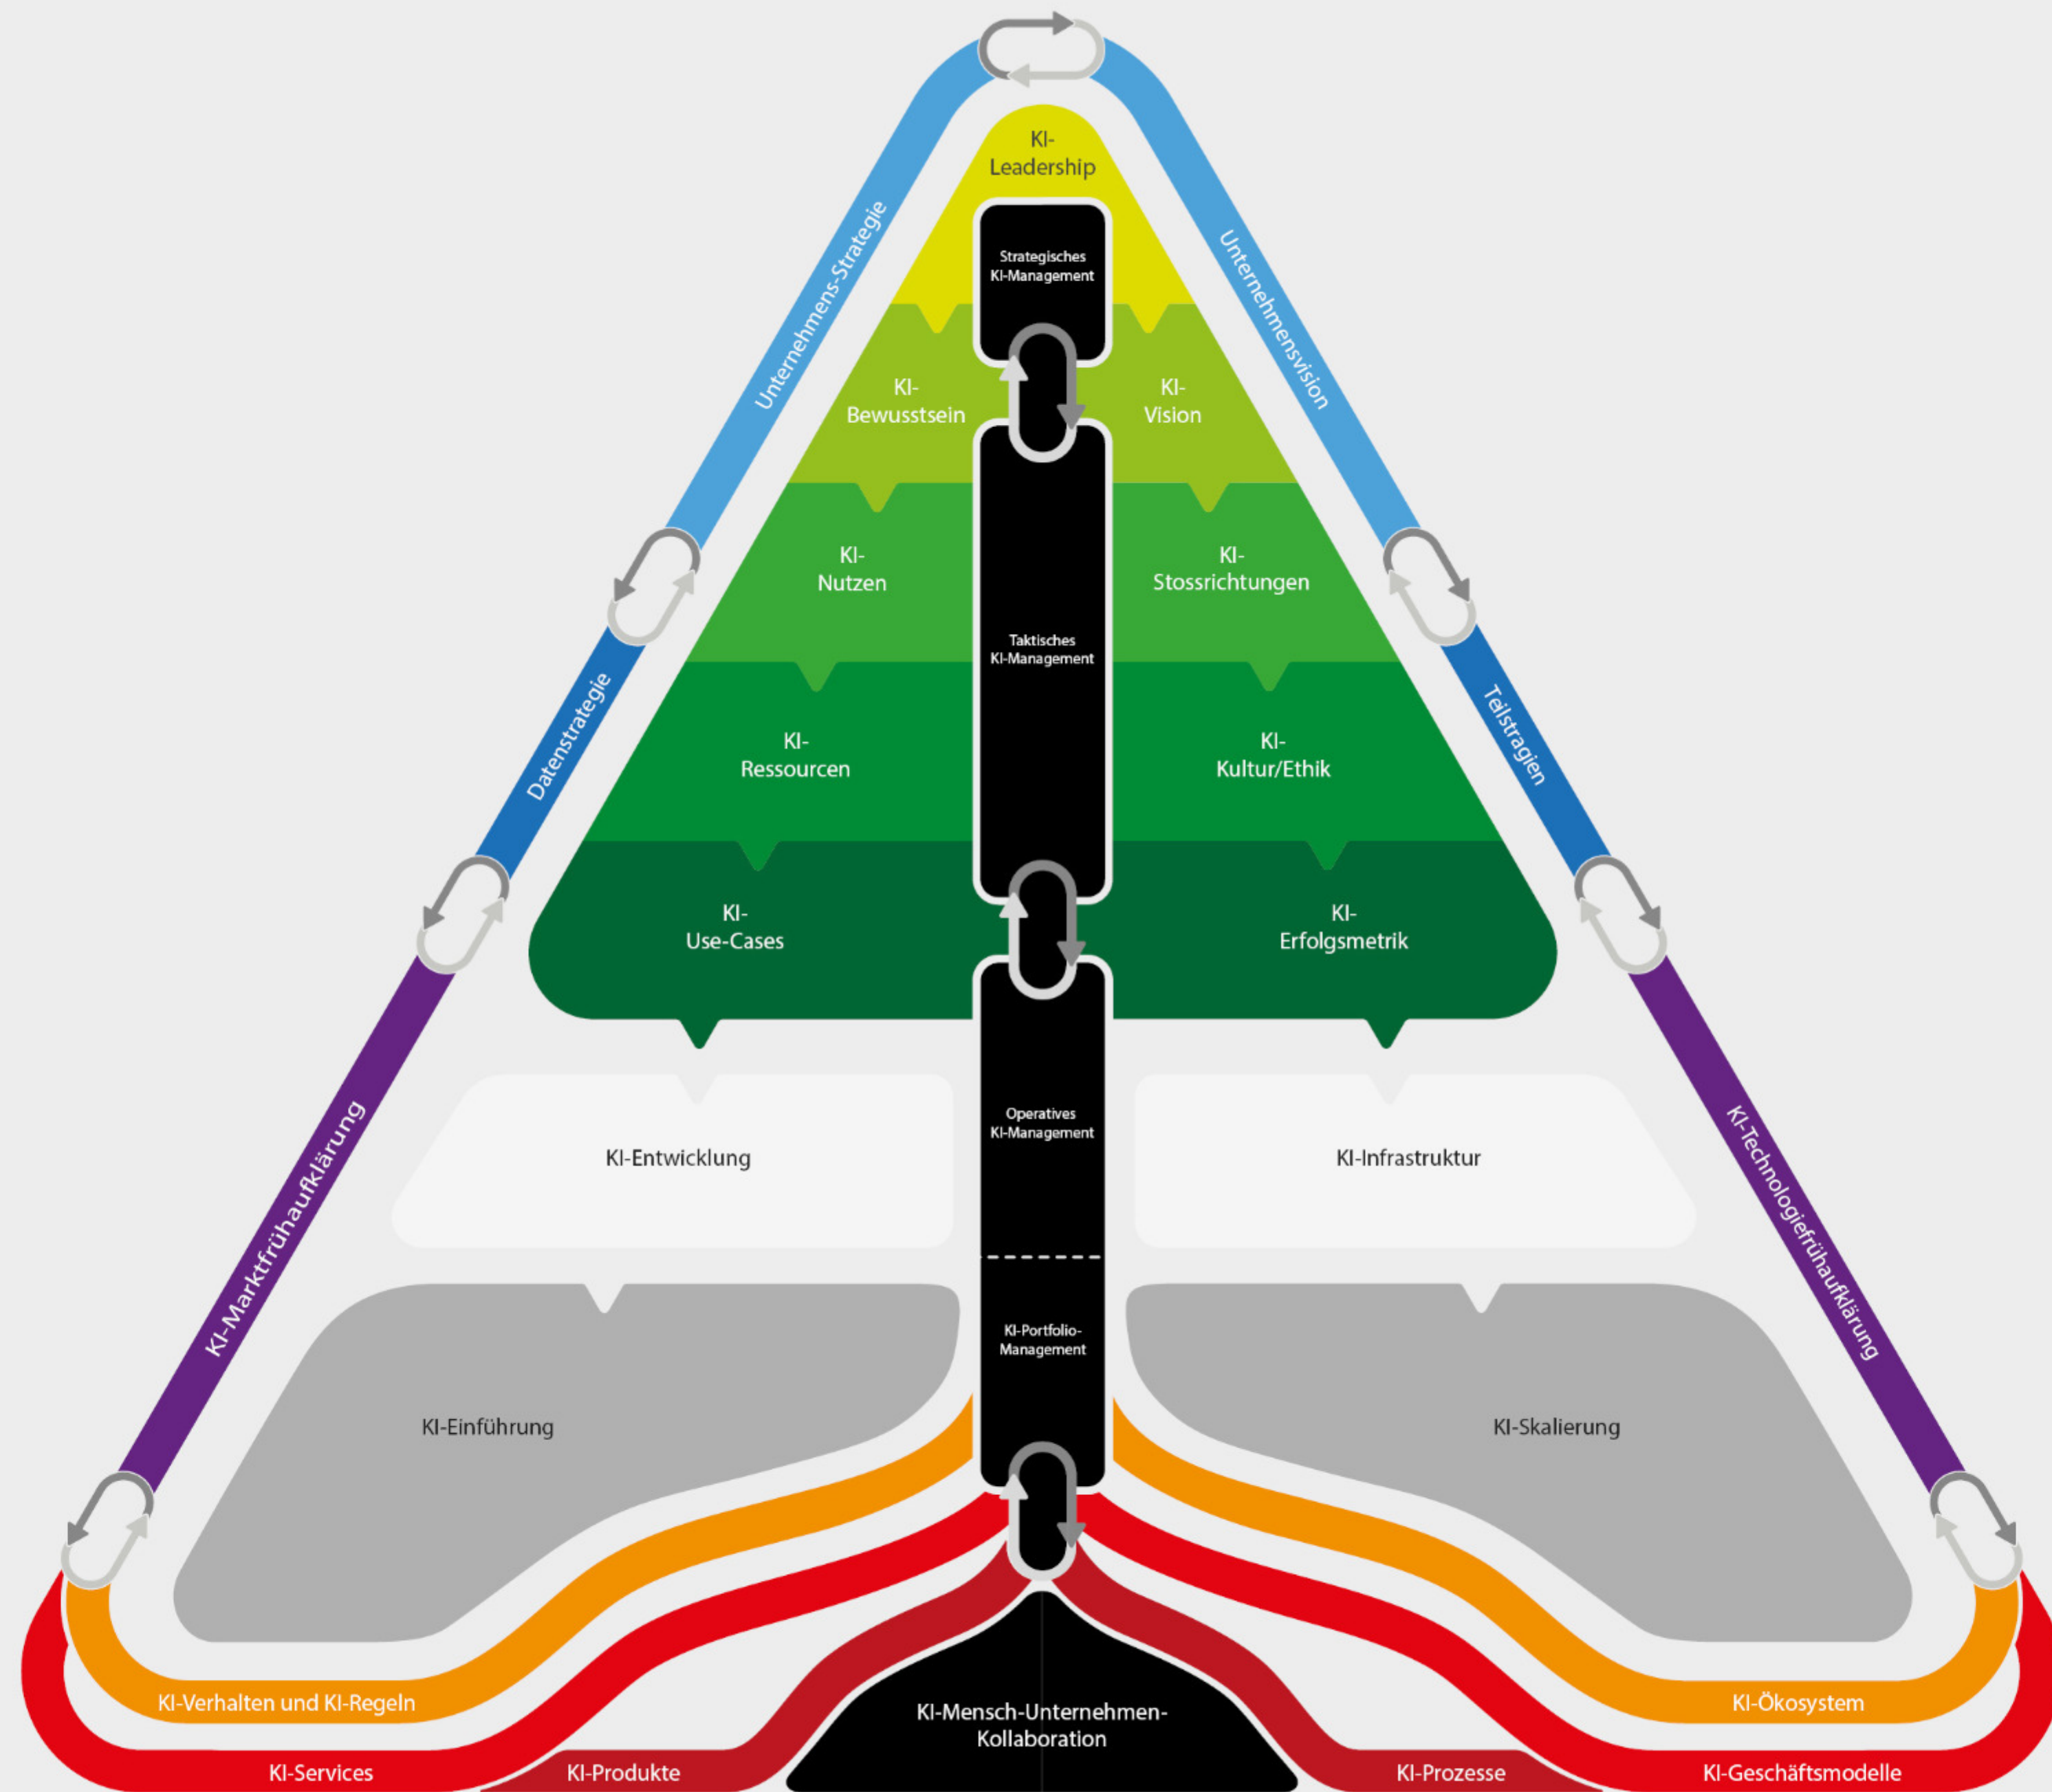 KI-
Leadership
Strategisches
KI-Management
Unternehmens-Strategie
Unternehmensvision
KI-
Bewusstsein
KI-
Vision
KI-
Nutzen
KI-
Stossrichtungen
Taktisches
KI-Management
Datenstrategie
Teilstragien
KI-
Ressourcen
KI-
Kultur/Ethik
KI-
Use-Cases
KI-
Erfolgsmetrik
Operatives
KI-Management
KI-Entwicklung
KI-Infrastruktur
KI-Marktfrühaufklärung
KI-Technologiefrühaufklärung
KI-Portfolio-
Management
KI-Einführung
KI-Skalierung
KI-Verhalten und KI-Regeln
KI-Ökosystem
KI-Mensch-Unternehmen-
Kollaboration
KI-Services
KI-Produkte
KI-Prozesse
KI-Geschäftsmodelle